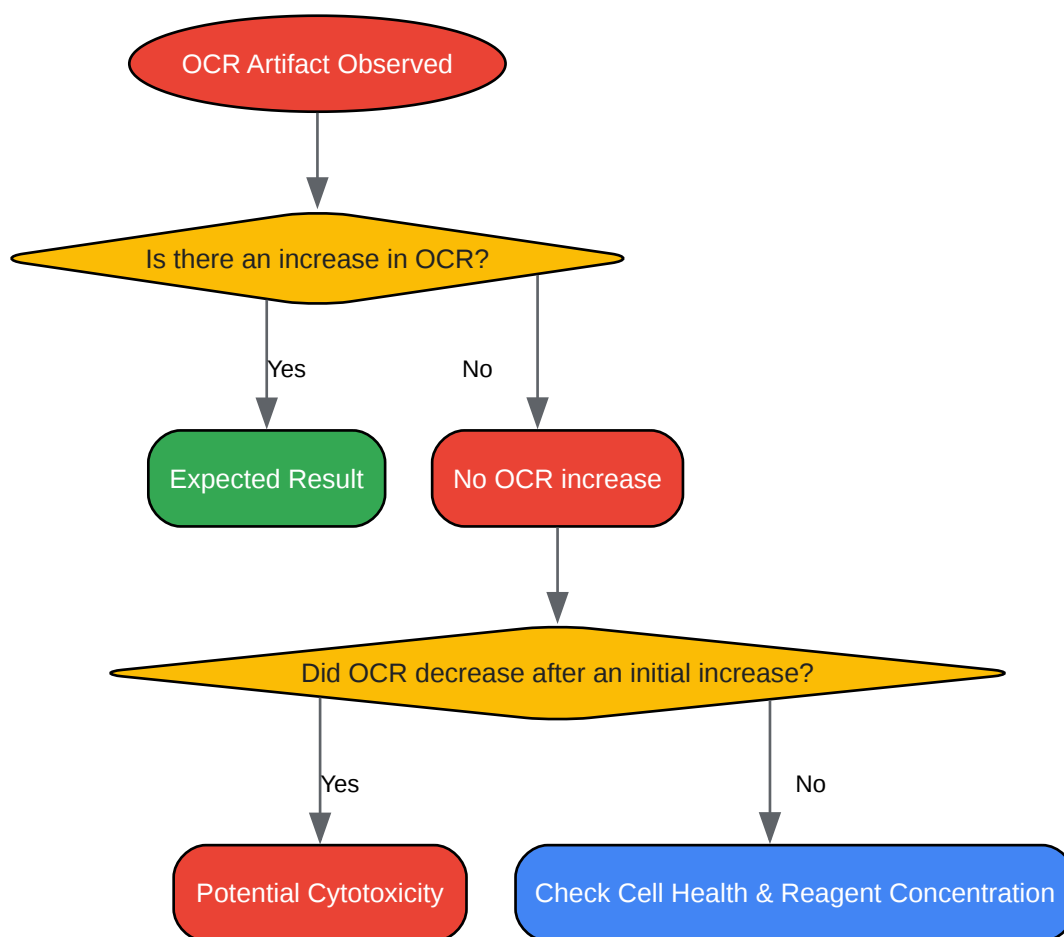 OCR Artifact Observed
Is there an increase in OCR?
Yes
No
Expected Result
No OCR increase
Did OCR decrease after an initial increase?
Yes
No
Potential Cytotoxicity
Check Cell Health & Reagent Concentration